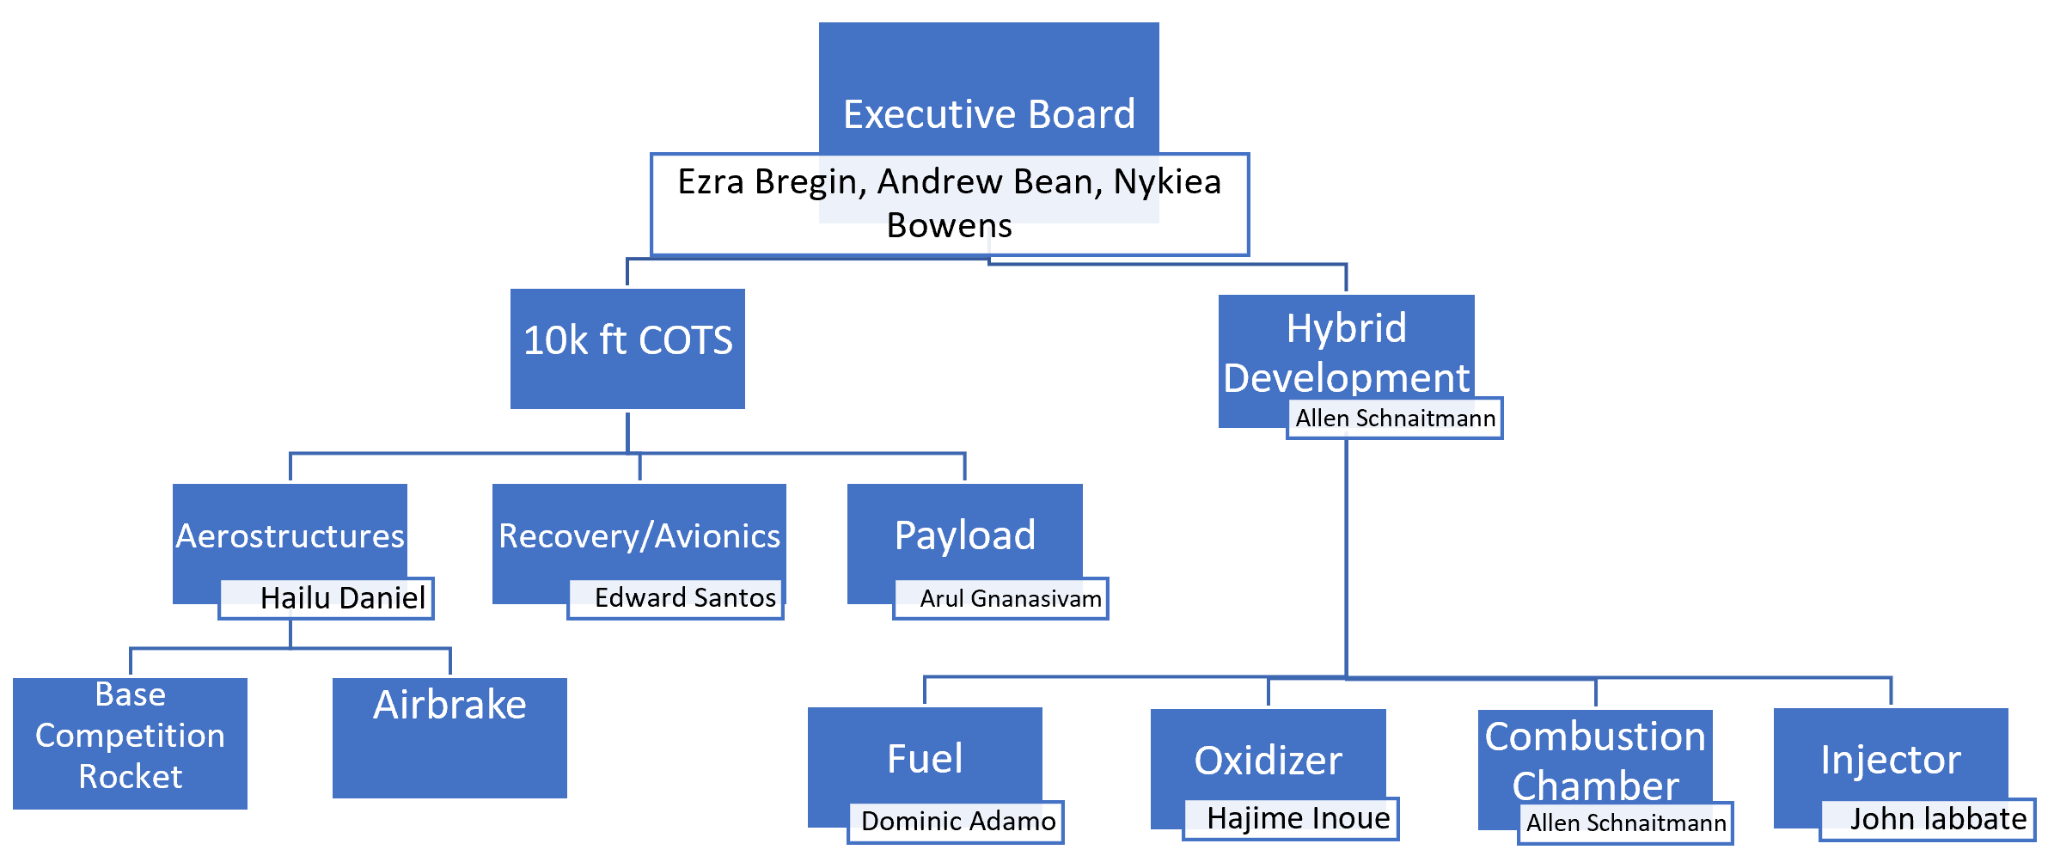 Executive Board
Ezra Bregin, Andrew Bean, Nykiea
Bowens
10k ft COTS
Hybrid
Development
Allen Schnaitmann
Aerostructures
Hailu Daniel
Recovery/Avionics
Edward Santos
Payload
Arul Gnanasivam
Base
Competition
Rocket
Airbrake
Fuel
Dominic Adamo
Oxidizer
Hajime Inoue
Combustion
Chamber
Allen Schnaitmann
Injector
John Iabbate